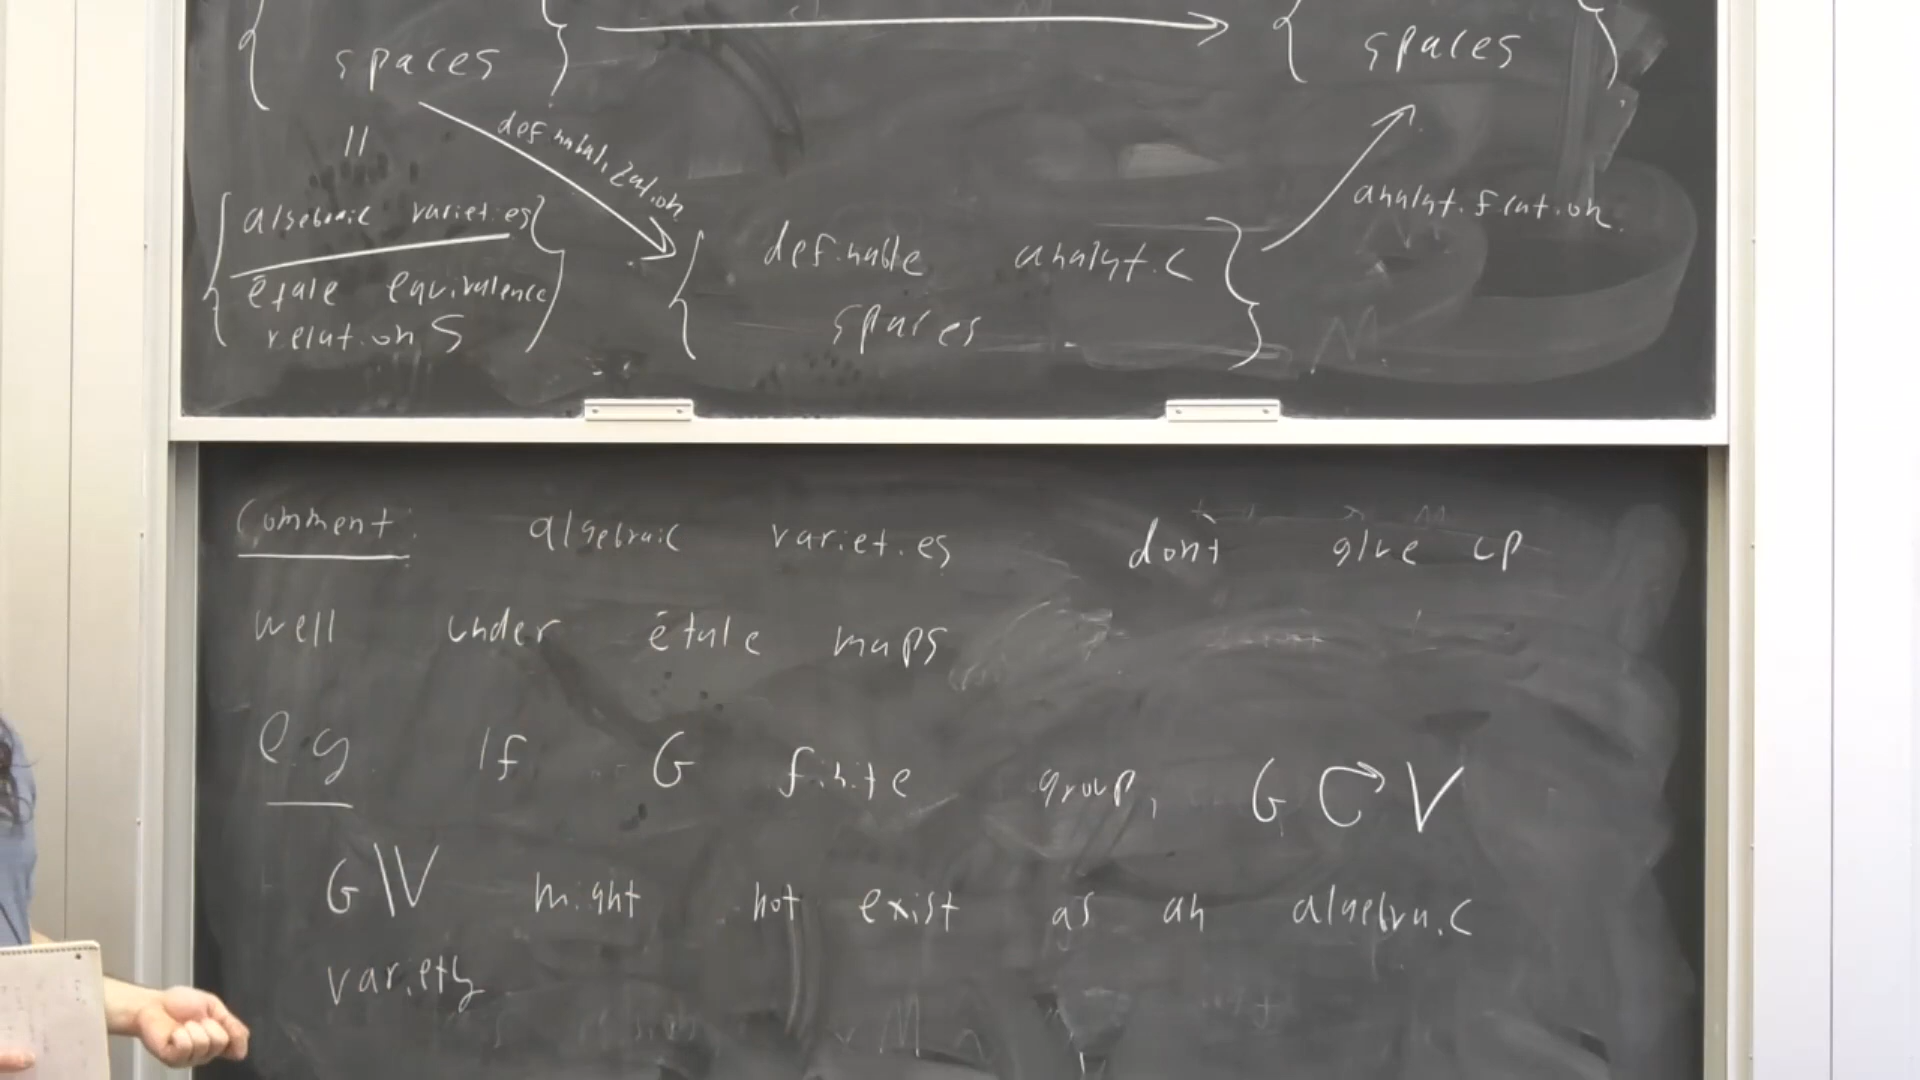 spaces
spaces
definabilization
analytification
algebraic varieties
étale equivalence
relations
definable analytic
spaces
Comment: algebraic varieties dont glue up
well under étale maps
e.g If G finite group, G V
G\V might not exist as an algebraic
variety